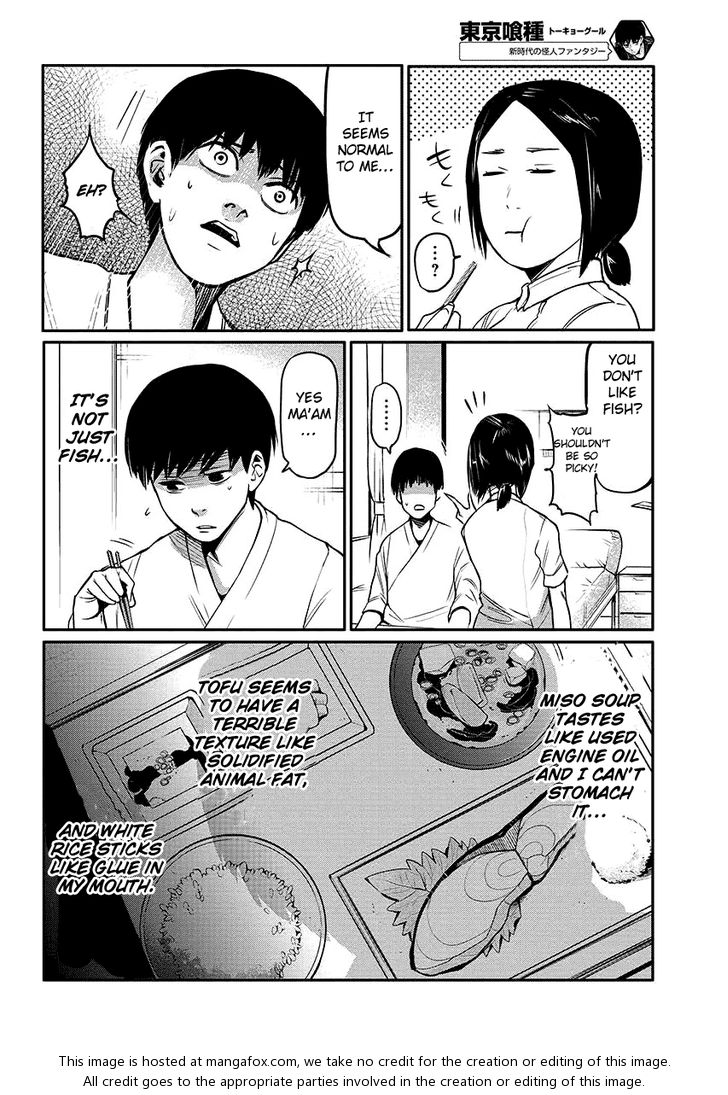 東京喰種
トーキョーグール
新時代の怪人ファンタジー
もぐ
もぐ
......?
IT
SEEMS
NORMAL
TO ME...
EH?
YOU
DON'T
LIKE
FISH?
YOU
SHOULDN'T
BE SO
PICKY!
......
YES
MA'AM
...
IT'S
NOT
JUST
FISH...
MISO SOUP
TASTES
LIKE USED
ENGINE OIL
AND I CAN'T
STOMACH
IT...
TOFU SEEMS
TO HAVE A
TERRIBLE
TEXTURE LIKE
SOLIDIFIED
ANIMAL FAT,
AND WHITE
RICE STICKS
LIKE GLUE IN
MY MOUTH.
This image is hosted at mangafox.com, we take no credit for the creation or editing of this image.
All credit goes to the appropriate parties involved in the creation or editing of this image.